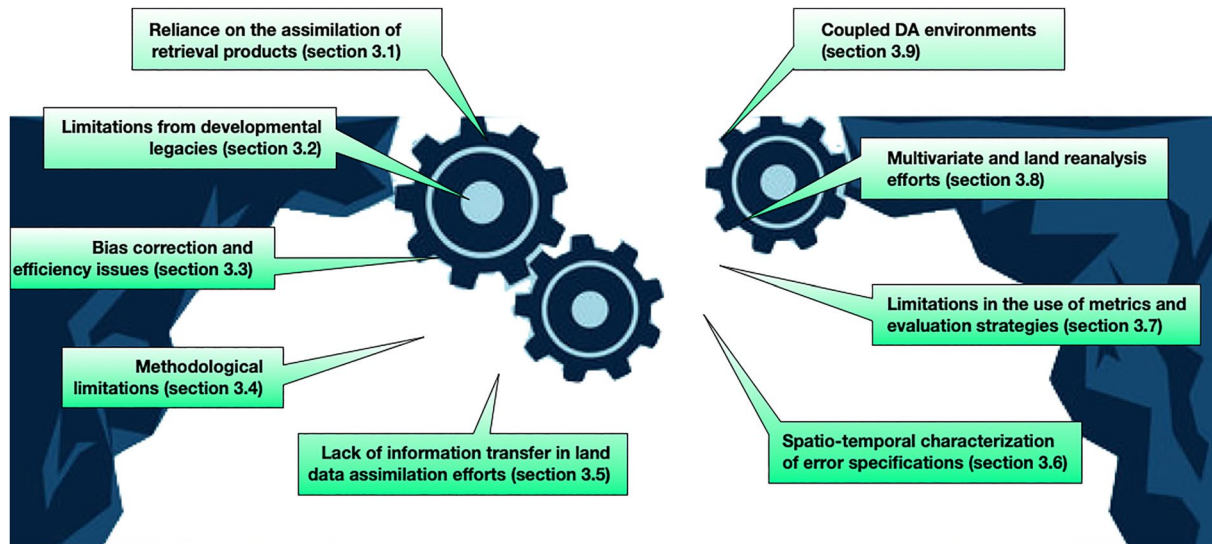 Reliance on the assimilation of
retrieval products (section 3.1)
Limitations from developmental
legacies (section 3.2)
Bias correction and
efficiency issues (section 3.3)
Methodological
limitations (section 3.4)
Lack of information transfer in land
data assimilation efforts (section 3.5)
Spatio-temporal characterization
of error specifications (section 3.6)
Limitations in the use of metrics and
evaluation strategies (section 3.7)
Multivariate and land reanalysis
efforts (section 3.8)
Coupled DA environments
(section 3.9)